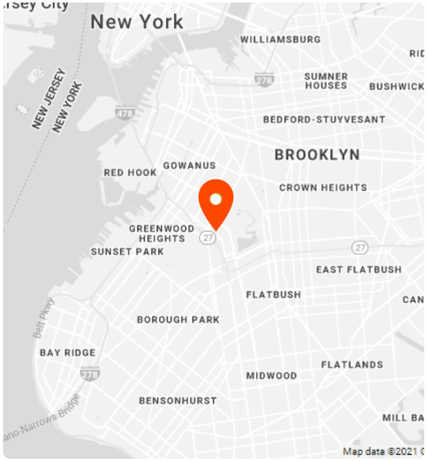 rsey City
New York
WILLIAMSBURG
RID
278
SUMNER
HOUSES
BUSHWICK
NEW JERSEY
NEW YORK
478
BEDFORD-STUYVESANT
BROOKLYN
GOWANUS
RED HOOK
CROWN HEIGHTS
GREENWOOD
HEIGHTS
27
SUNSET PARK
27
EAST FLATBUSH
FLATBUSH
CAN
Belt Pkwy
BOROUGH PARK
BAY RIDGE
278
FLATLANDS
MIDWOOD
BENSONHURST
MILL BA
ano-Narrows Bridge
Map data ©2021 G